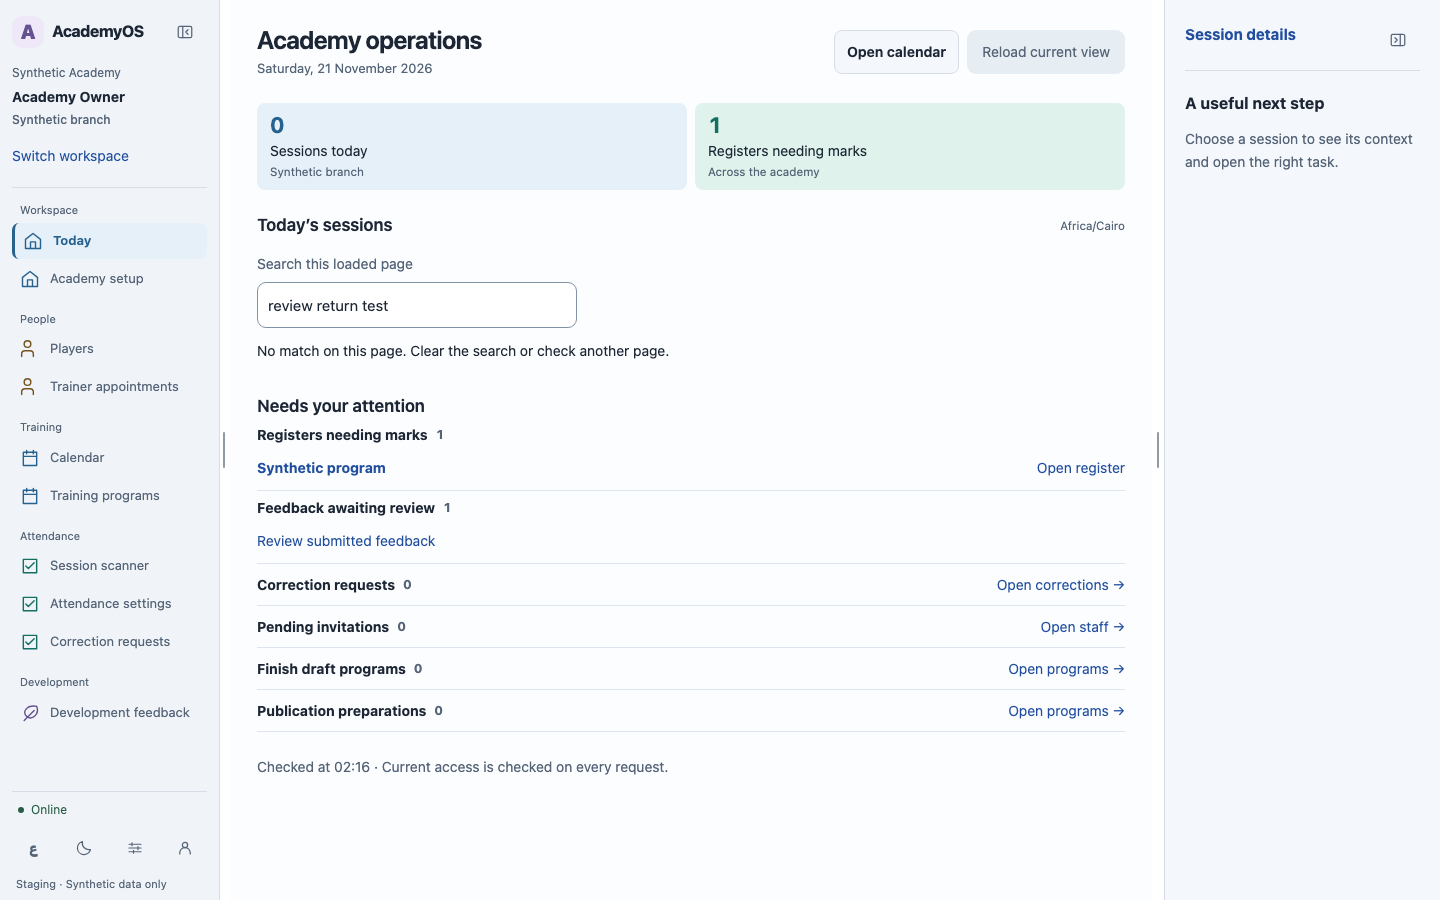 A AcademyOS
Synthetic Academy
Academy Owner
Synthetic branch
Switch workspace
Workspace
Today
Academy setup
People
Players
Trainer appointments
Training
Calendar
Training programs
Attendance
Session scanner
Attendance settings
Correction requests
Development
Development feedback
Online
ع
Staging · Synthetic data only
Academy operations
Saturday, 21 November 2026
Open calendar
Reload current view
0
Sessions today
Synthetic branch
1
Registers needing marks
Across the academy
Today’s sessions
Africa/Cairo
Search this loaded page
review return test
No match on this page. Clear the search or check another page.
Needs your attention
Registers needing marks 1
Synthetic program Open register
Feedback awaiting review 1
Review submitted feedback
Correction requests 0 Open corrections →
Pending invitations 0 Open staff →
Finish draft programs 0 Open programs →
Publication preparations 0 Open programs →
Checked at 02:16 · Current access is checked on every request.
Session details
A useful next step
Choose a session to see its context
and open the right task.